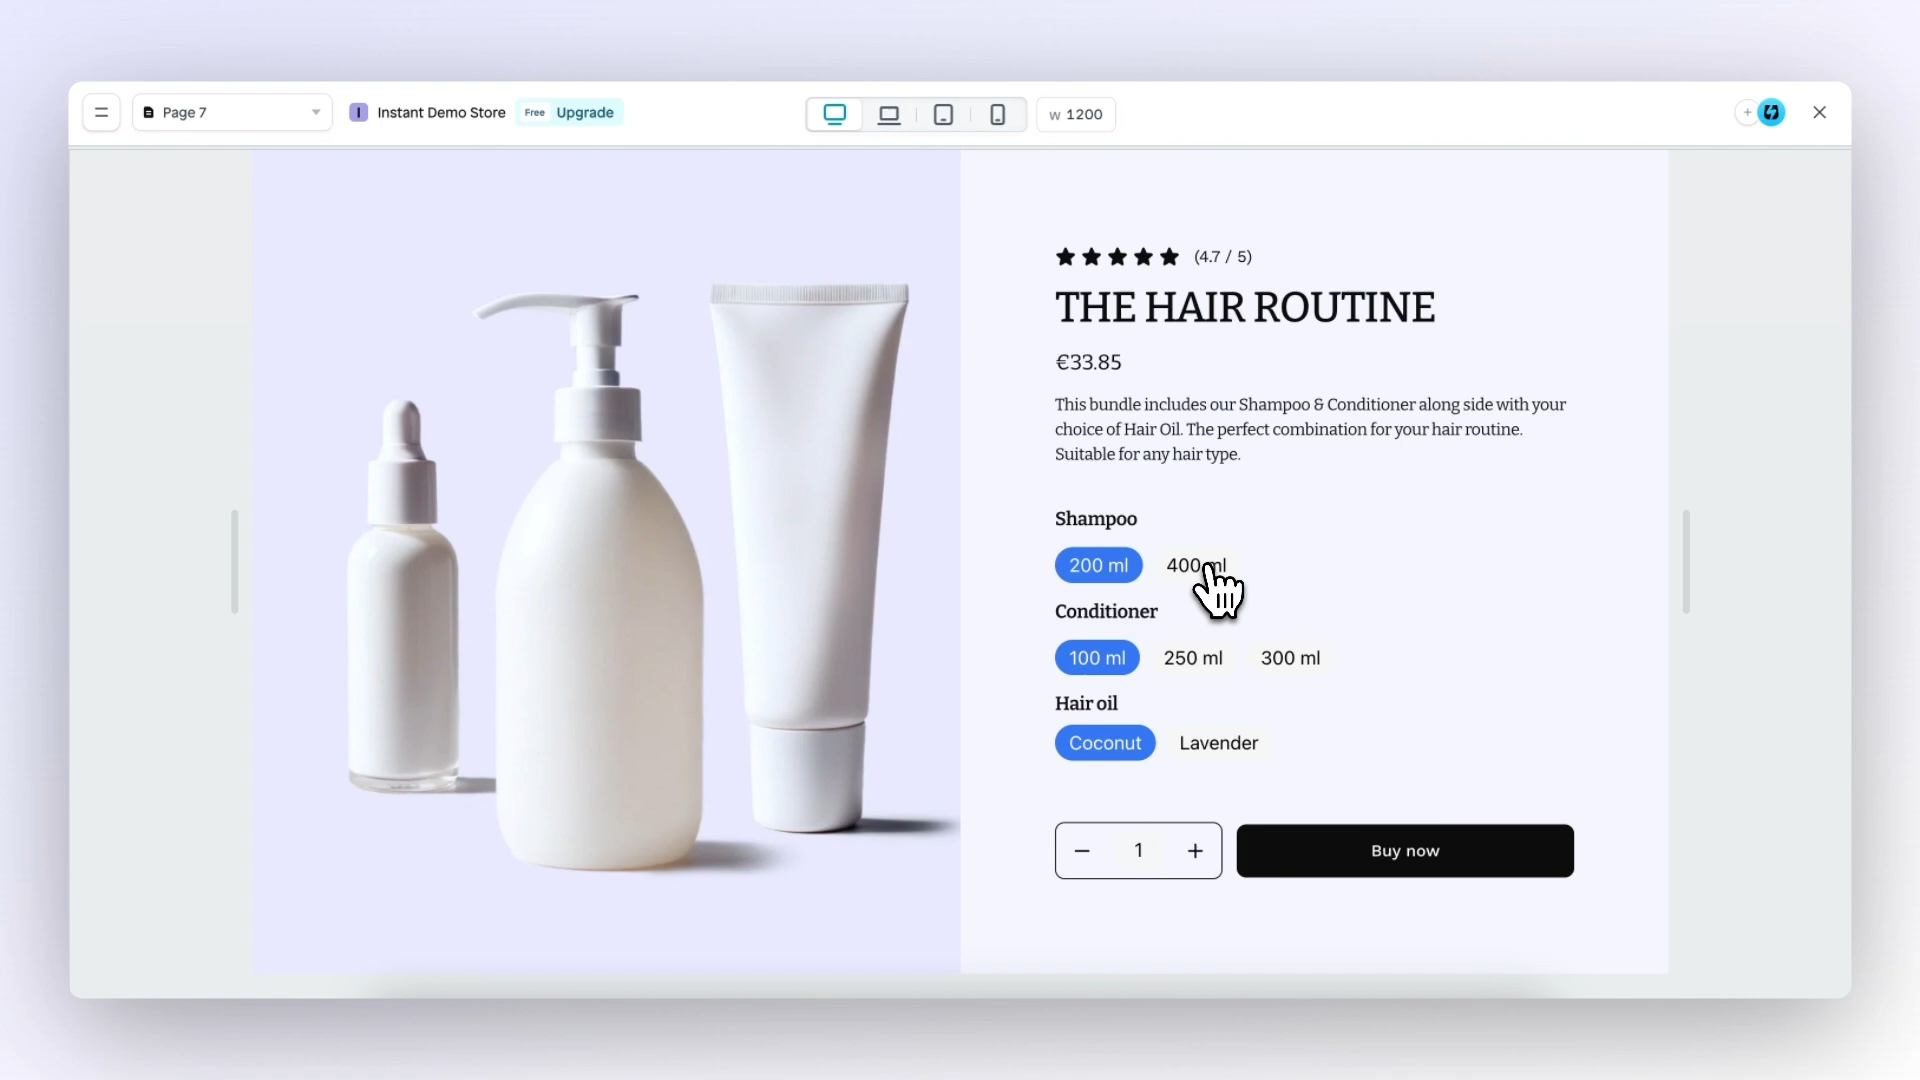 Page 7
I Instant Demo Store Free Upgrade
W 1200
(4.7 / 5)
THE HAIR ROUTINE
€33.85
This bundle includes our Shampoo & Conditioner along side with your
choice of Hair Oil. The perfect combination for your hair routine.
Suitable for any hair type.
Shampoo
200 ml 400 ml
Conditioner
100 ml 250 ml 300 ml
Hair oil
Coconut Lavender
− 1 + Buy now